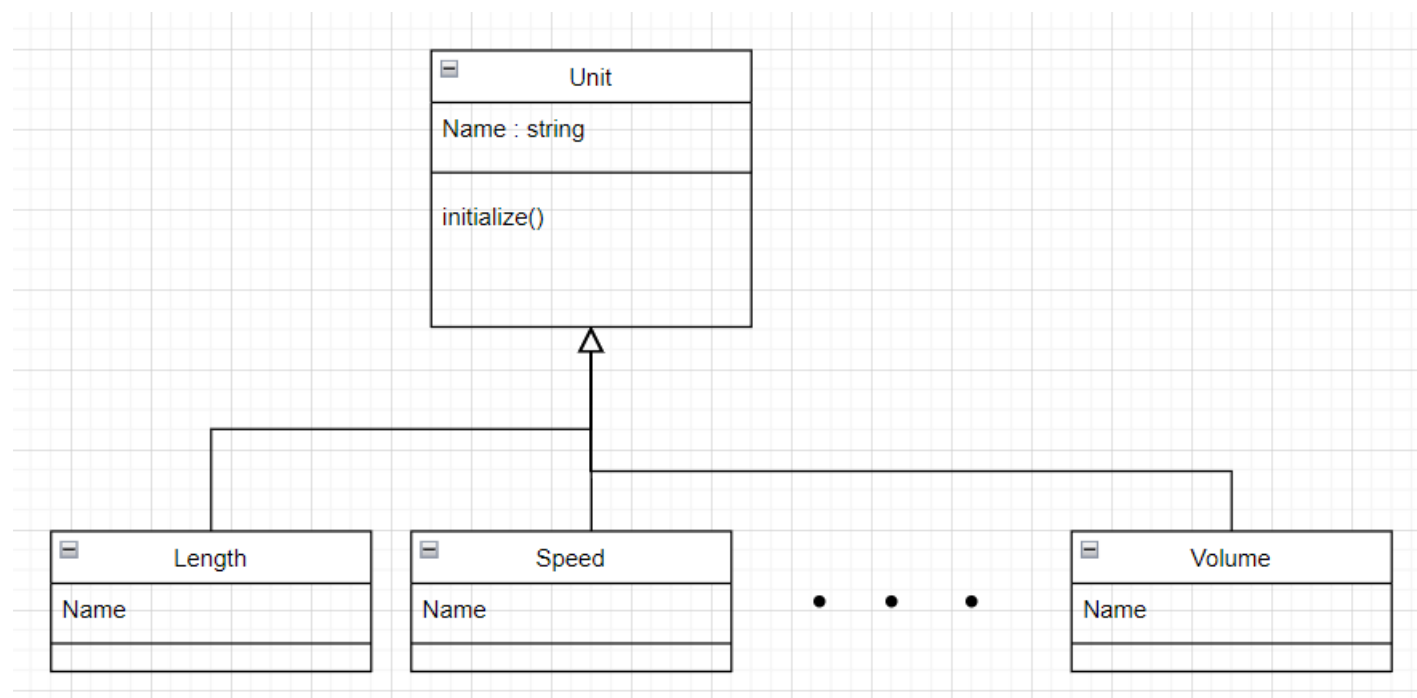 Unit
Name : string
initialize()
Length
Name
Speed
Name
Volume
Name